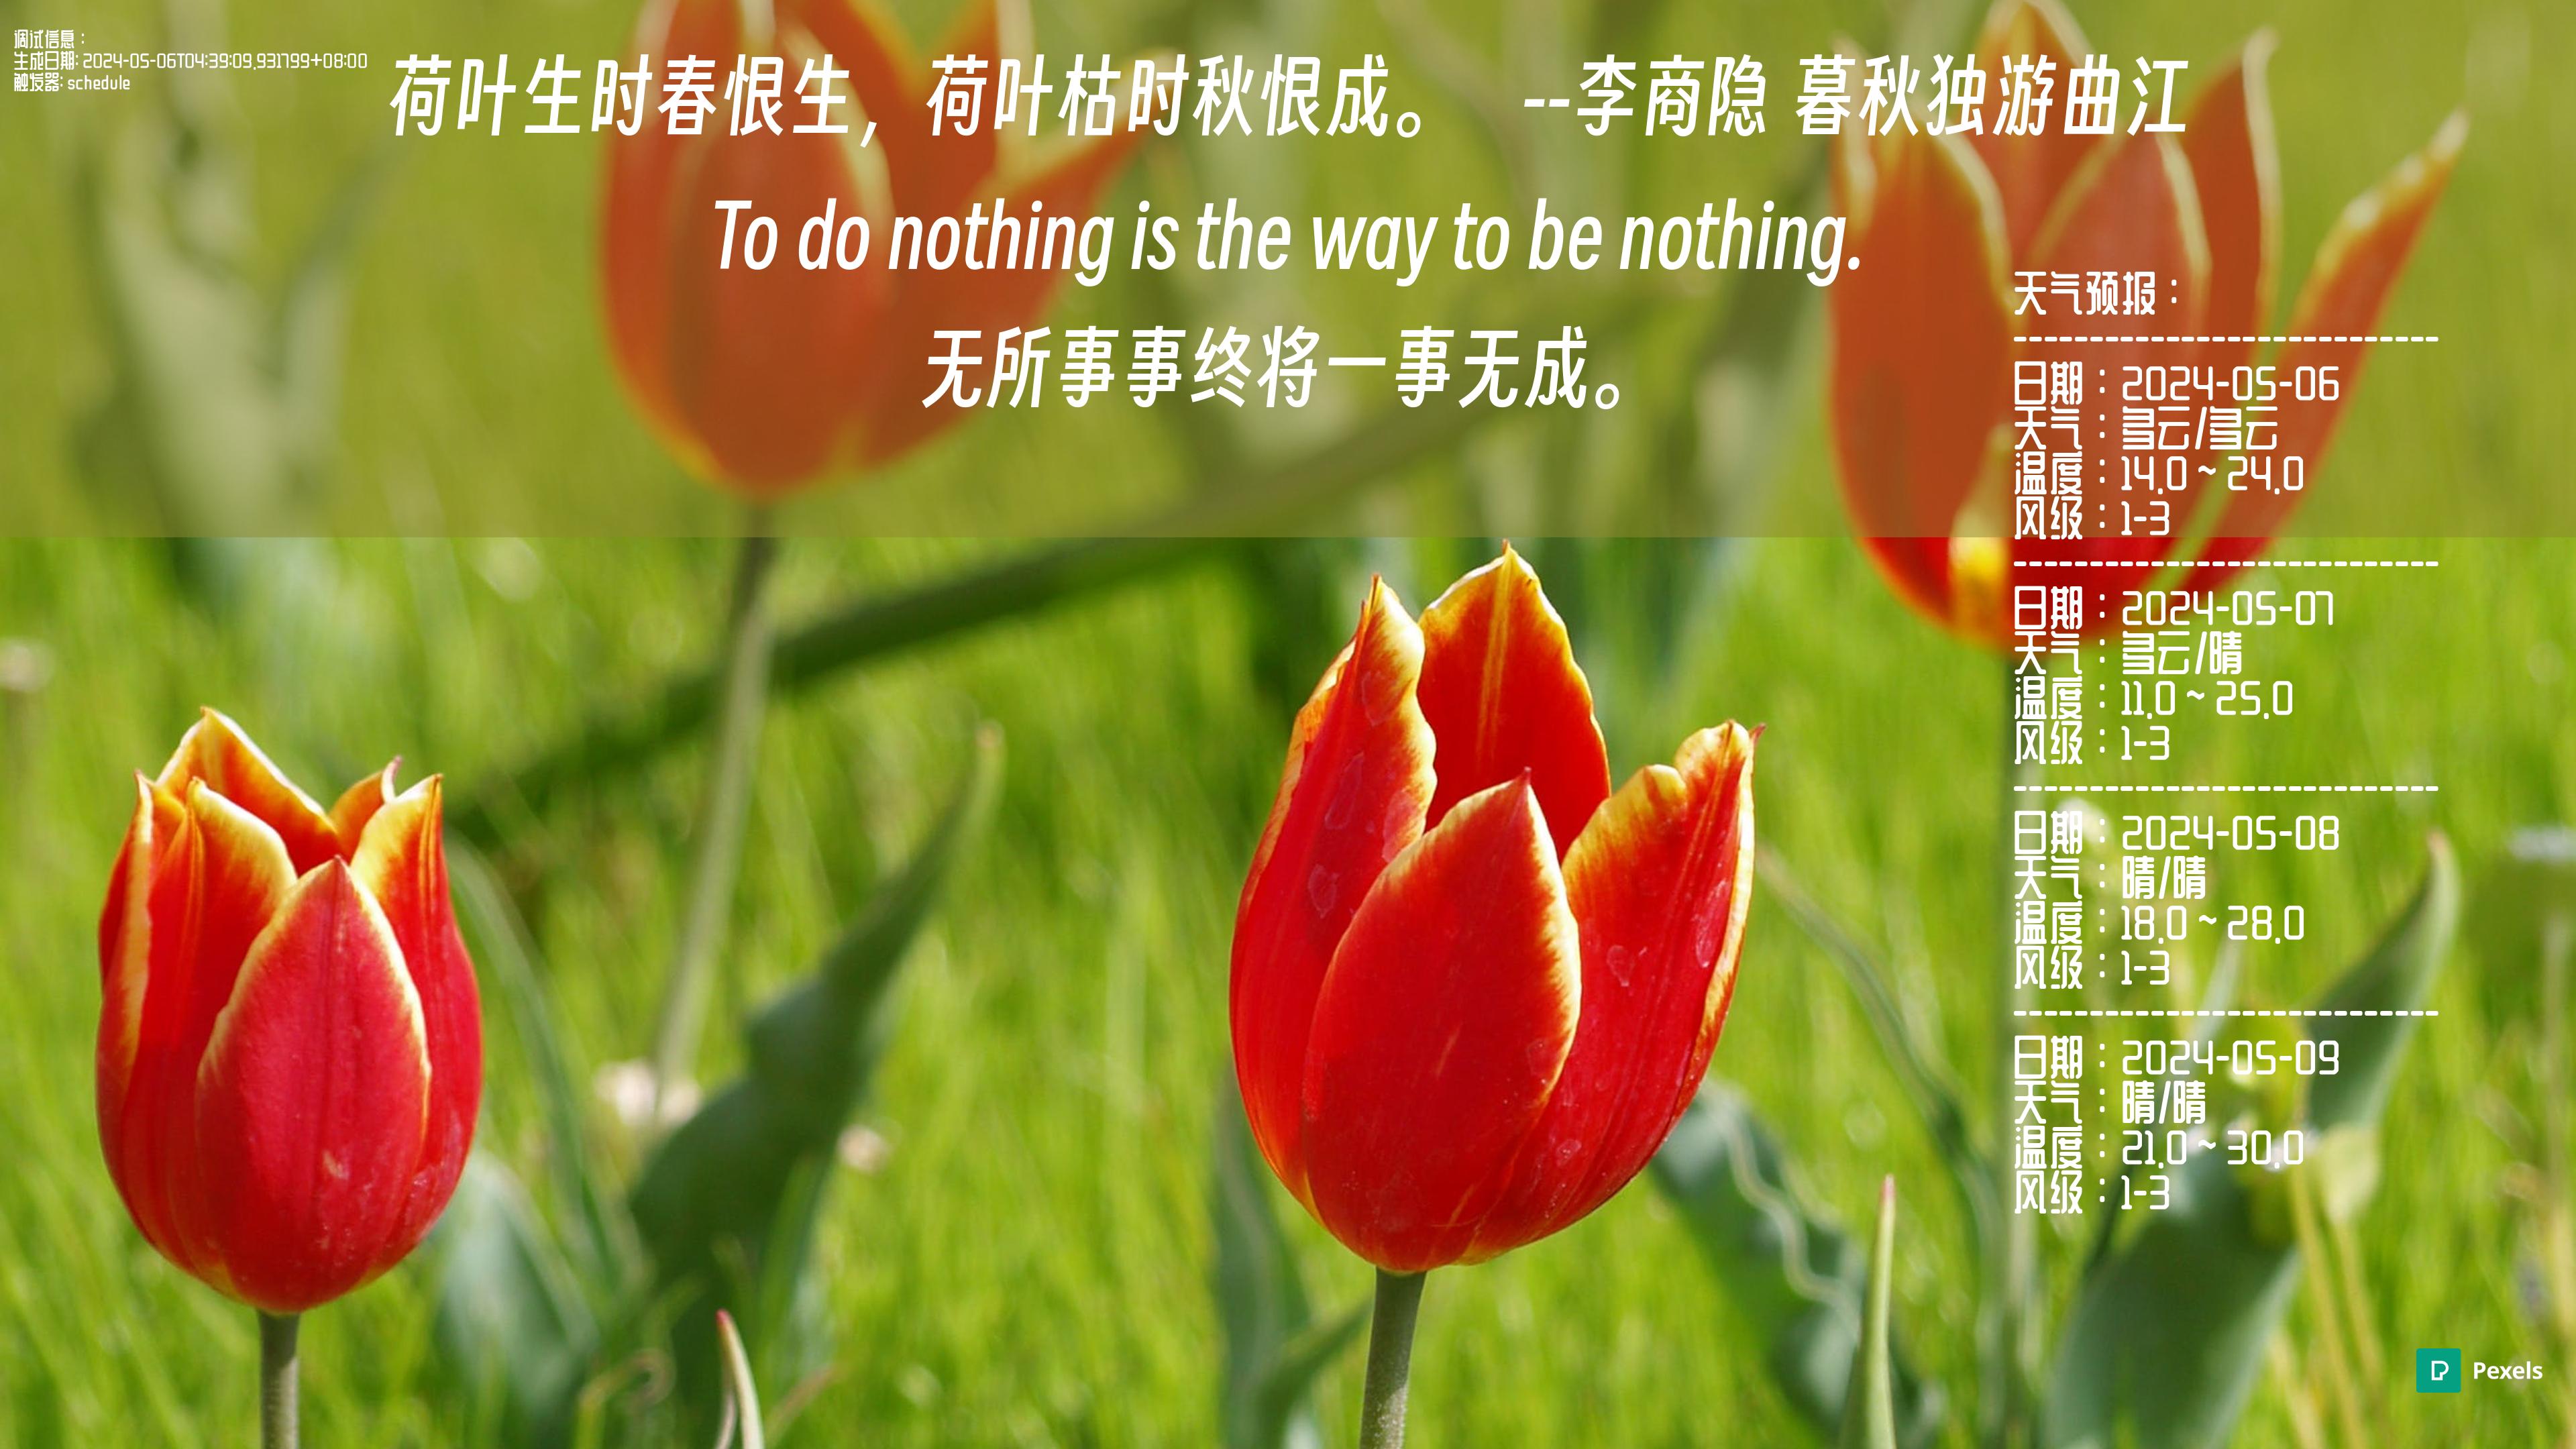 调试信息：
生成日期: 2024-05-06T04:39:09.931799+08:00
触发器: schedule
荷叶生时春恨生，荷叶枯时秋恨成。 --李商隐 暮秋独游曲江
To do nothing is the way to be nothing.
无所事事终将一事无成。
天气预报：
------------------------------
日期：2024-05-06
天气：多云/多云
温度：14.0 ~ 24.0
风级：1-3
------------------------------
日期：2024-05-07
天气：多云/晴
温度：11.0 ~ 25.0
风级：1-3
------------------------------
日期：2024-05-08
天气：晴/晴
温度：18.0 ~ 28.0
风级：1-3
------------------------------
日期：2024-05-09
天气：晴/晴
温度：21.0 ~ 30.0
风级：1-3
Pexels